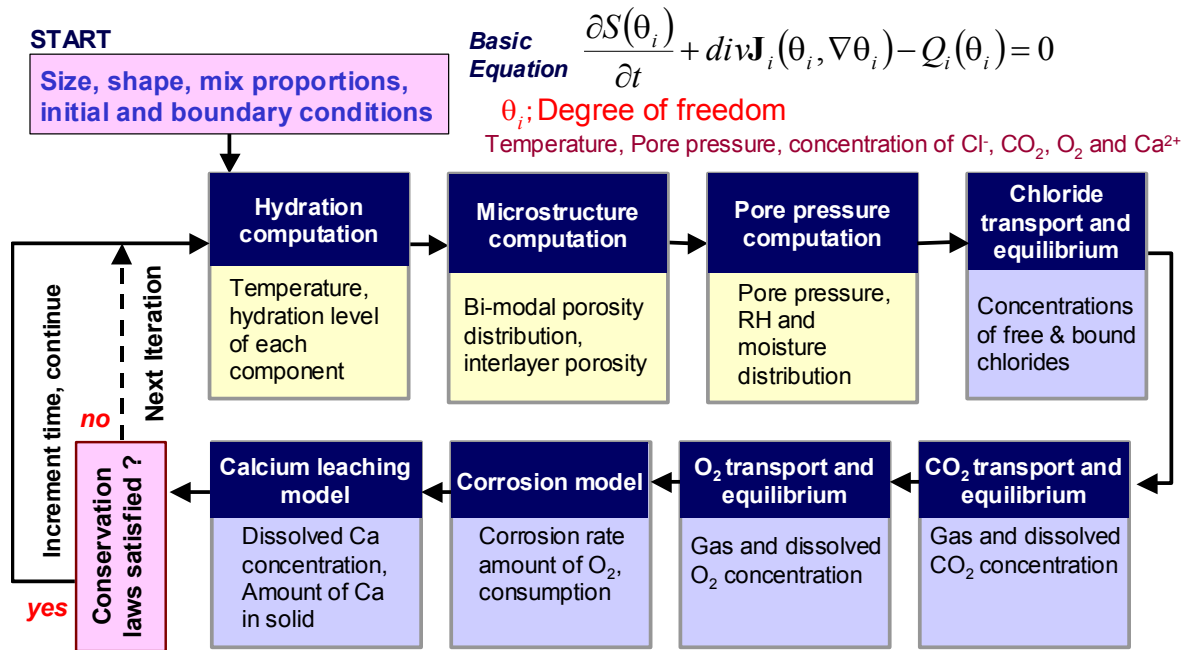 START
Size, shape, mix proportions,
initial and boundary conditions
Basic
Equation
∂S(θᵢ)/∂t + div𝐉ᵢ(θᵢ, ∇θᵢ) − Qᵢ(θᵢ) = 0
θᵢ; Degree of freedom
Temperature, Pore pressure, concentration of Cl⁻, CO₂, O₂ and Ca²⁺
Hydration
computation
Temperature,
hydration level
of each
component
Microstructure
computation
Bi-modal porosity
distribution,
interlayer porosity
Pore pressure
computation
Pore pressure,
RH and
moisture
distribution
Chloride
transport and
equilibrium
Concentrations
of free & bound
chlorides
CO₂ transport and
equilibrium
Gas and dissolved
CO₂ concentration
O₂ transport and
equilibrium
Gas and dissolved
O₂ concentration
Corrosion model
Corrosion rate
amount of O₂,
consumption
Calcium leaching
model
Dissolved Ca
concentration,
Amount of Ca
in solid
Conservation
laws satisfied ?
no
Next Iteration
yes
Increment time, continue